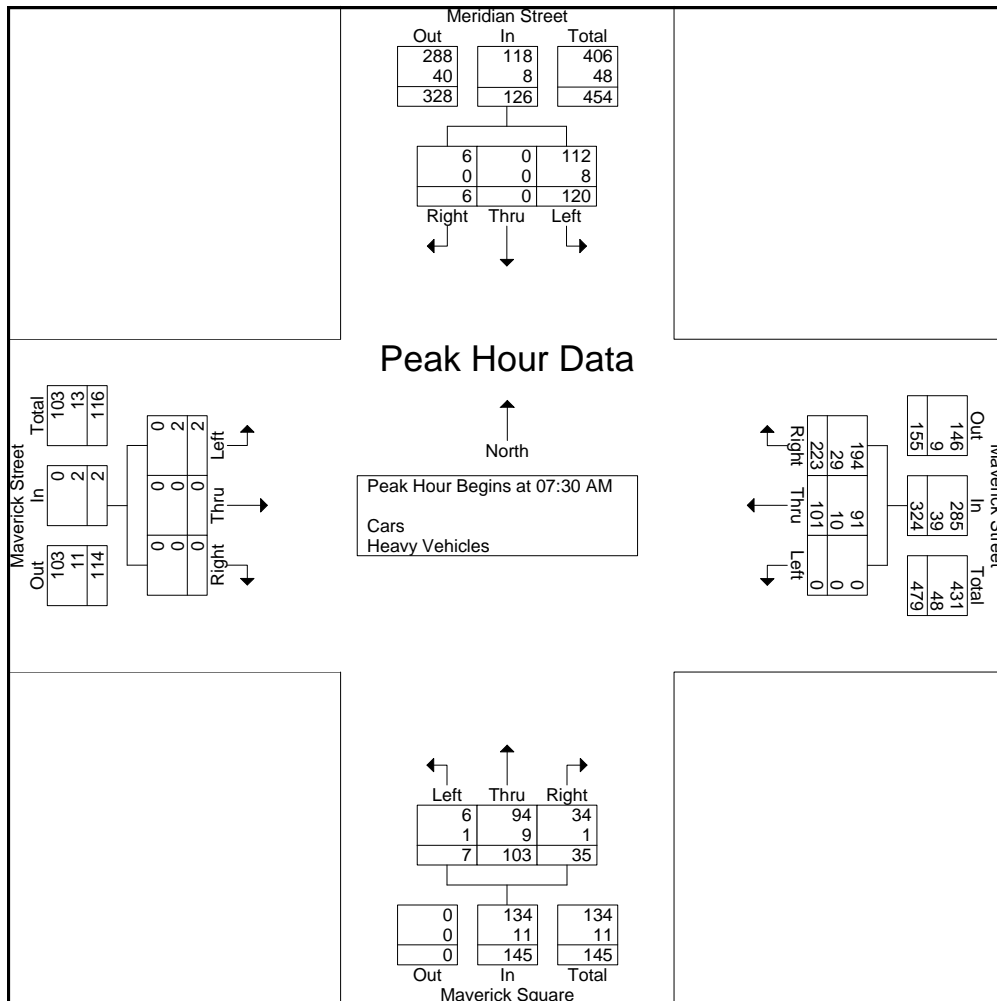 Meridian Street
Out In Total
288 118 406
40 8 48
328 126 454
6 0 112
0 0 8
6 0 120
Right Thru Left
Peak Hour Data
North
Peak Hour Begins at 07:30 AM
Cars
Heavy Vehicles
Maverick Street
Total In Out
103 0 103
13 2 11
116 2 114
Left Thru Right
0 0 0
2 0 0
2 0 0
Maverick Street
Out In Total
146 285 431
9 39 48
155 324 479
Right Thru Left
194 91 0
29 10 0
223 101 0
Left Thru Right
6 94 34
1 9 1
7 103 35
0 134 134
0 11 11
0 145 145
Out In Total
Maverick Square